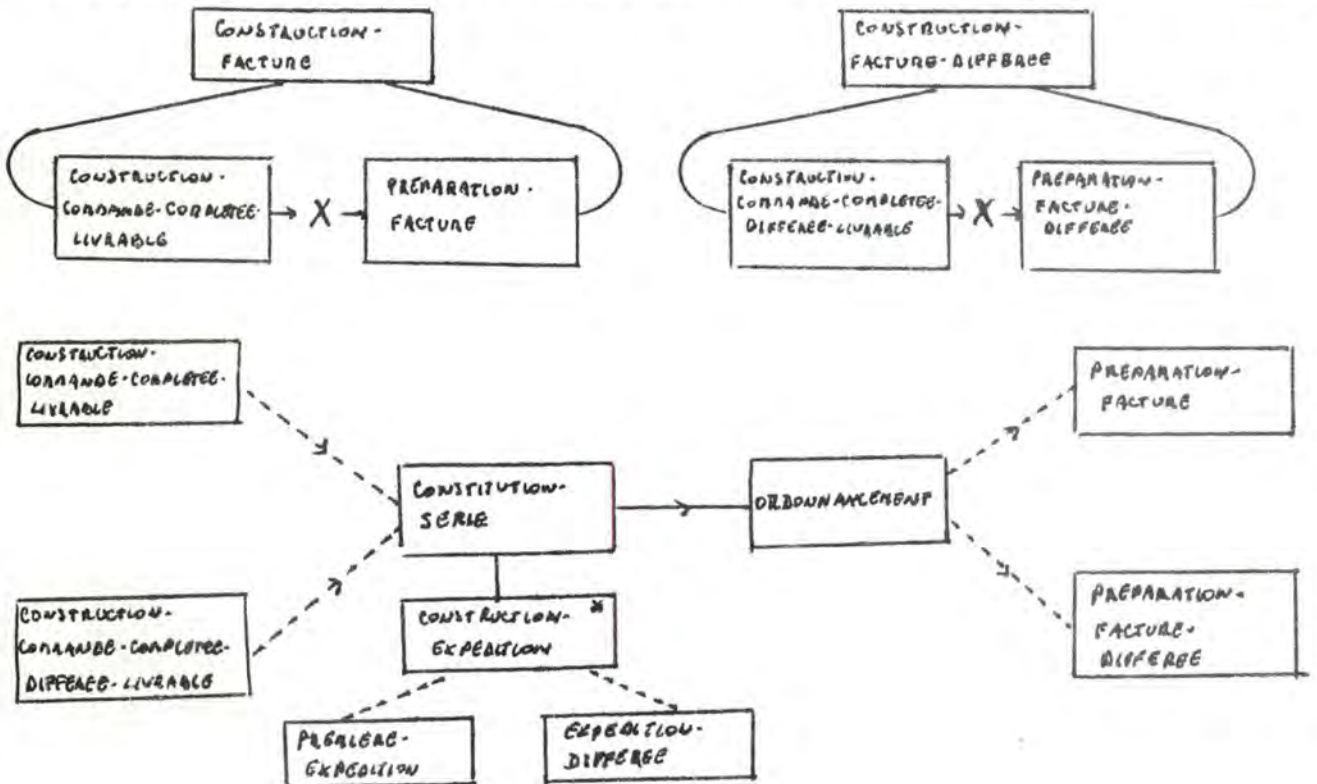 CONSTRUCTION-
FACTURE
CONSTRUCTION-
FACTURE-DIFFEREE
CONSTRUCTION-
COMMANDE-COMPLETEE-
LIVRABLE
X
PREPARATION-
FACTURE
CONSTRUCTION-
COMMANDE-COMPLETEE-
DIFFEREE-LIVRABLE
X
PREPARATION-
FACTURE-
DIFFEREE
CONSTRUCTION-
COMMANDE-COMPLETEE-
LIVRABLE
PREPARATION-
FACTURE
CONSTITUTION-
SERIE
ORDONNANCEMENT
CONSTRUCTION-
COMMANDE-COMPLETEE-
DIFFEREE-LIVRABLE
CONSTRUCTION-*
EXPEDITION
PREPARATION-
FACTURE-
DIFFEREE
PREMIERE-
EXPEDITION
EXPEDITION-
DIFFEREE